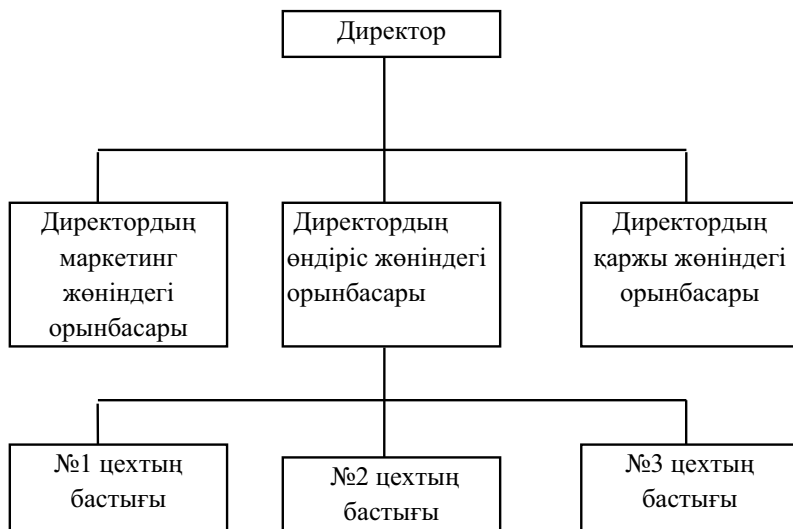 Директор
Директордың
маркетинг
жөніндегі
орынбасары
Директордың
өндіріс жөніндегі
орынбасары
Директордың
қаржы жөніндегі
орынбасары
№1 цехтың
бастығы
№2 цехтың
бастығы
№3 цехтың
бастығы